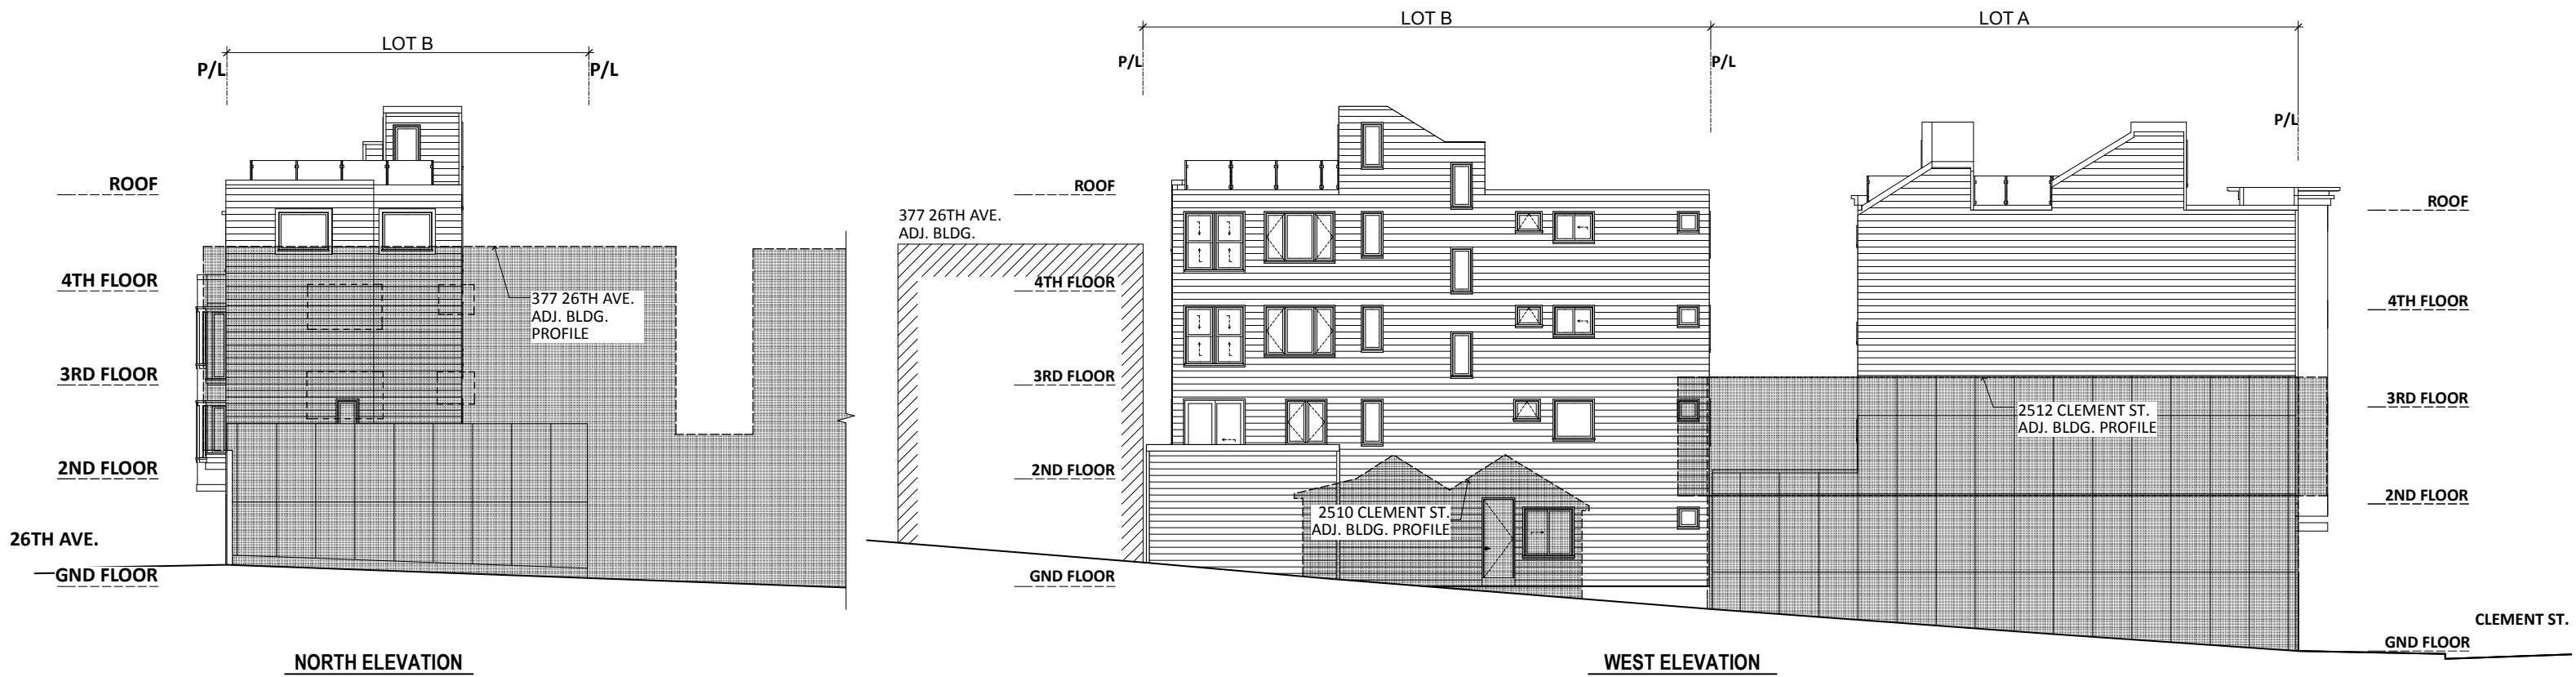 LOT B
P/L
P/L
ROOF
4TH FLOOR
377 26TH AVE.
ADJ. BLDG.
PROFILE
3RD FLOOR
2ND FLOOR
26TH AVE.
GND FLOOR
NORTH ELEVATION
LOT B
LOT A
P/L
P/L
P/L
ROOF
377 26TH AVE.
ADJ. BLDG.
4TH FLOOR
3RD FLOOR
2ND FLOOR
2510 CLEMENT ST.
ADJ. BLDG. PROFILE
GND FLOOR
ROOF
4TH FLOOR
3RD FLOOR
2512 CLEMENT ST.
ADJ. BLDG. PROFILE
2ND FLOOR
CLEMENT ST.
GND FLOOR
WEST ELEVATION